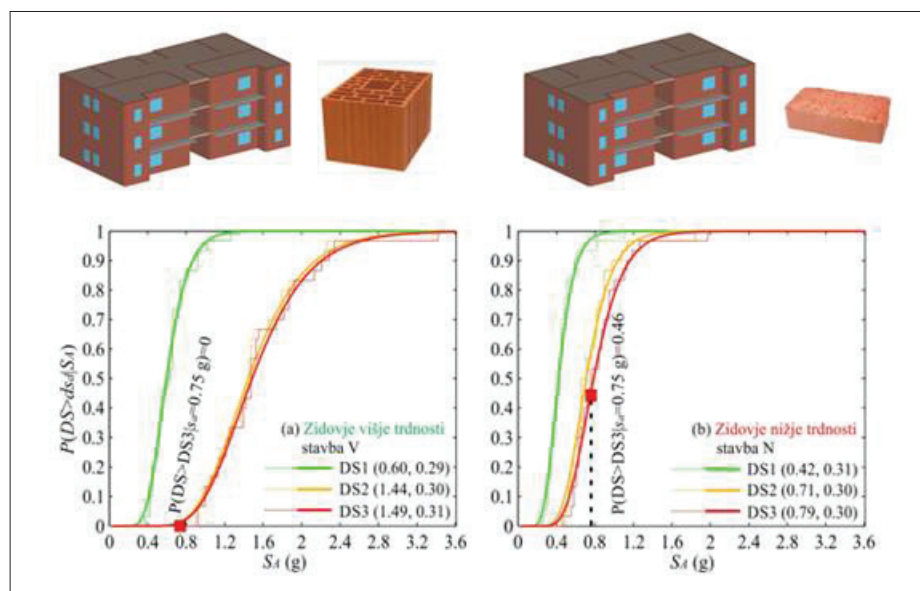 1
0.9
0.8
0.7
0.6
0.5
0.4
0.3
0.2
0.1
0
P(DS>ds_d|S_A)
P(DS>DS3|s_a=0.75 g)=0
(a) Zidovje višje trdnosti
stavba V
DS1 (0.60, 0.29)
DS2 (1.44, 0.30)
DS3 (1.49, 0.31)
0 0.4 0.8 1.2 1.6 2 2.4 2.8 3.2 3.6
S_A (g)
1
0.9
0.8
0.7
0.6
0.5
0.4
0.3
0.2
0.1
0
P(DS>DS3|s_a=0.75 g)=0.46
(b) Zidovje nižje trdnosti
stavba N
DS1 (0.42, 0.31)
DS2 (0.71, 0.30)
DS3 (0.79, 0.30)
0 0.4 0.8 1.2 1.6 2 2.4 2.8 3.2 3.6
S_A (g)